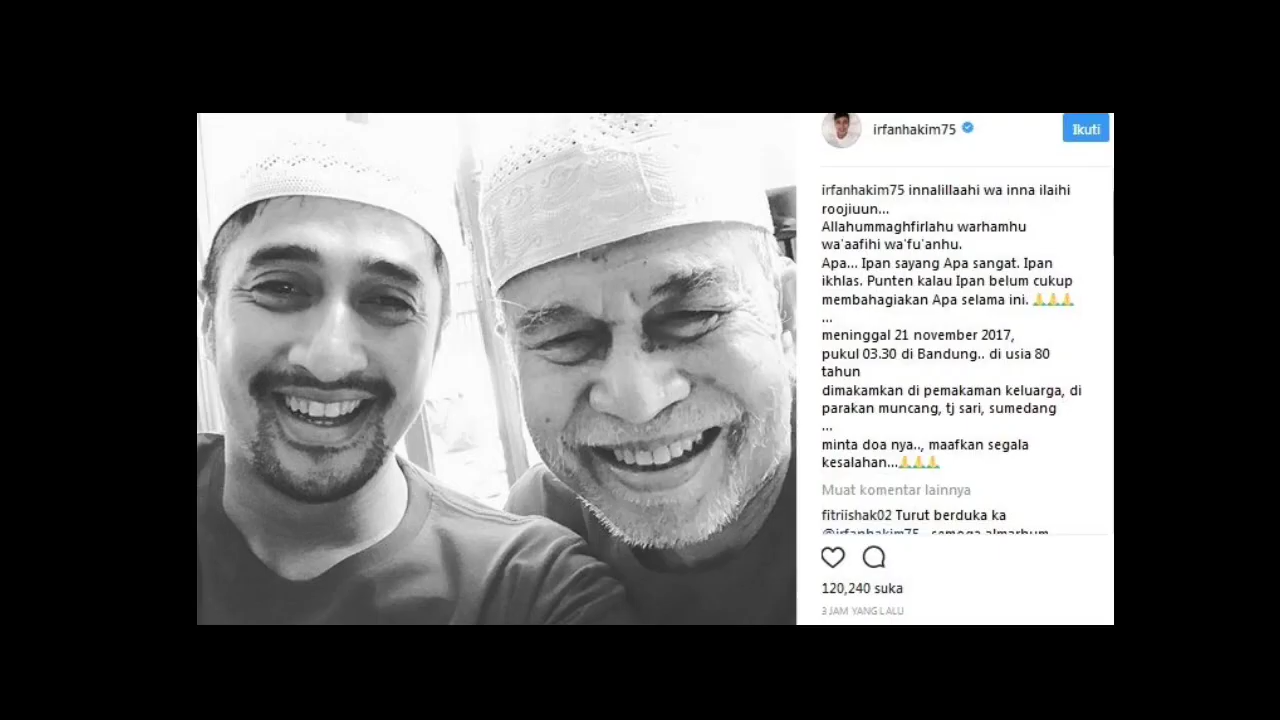 irfanhakim75
Ikuti
irfanhakim75 innalillaahi wa inna ilaihi
roojiuun...
Allahummaghfirlahu warhamhu
wa'aafihi wa'fu'anhu.
Apa... Ipan sayang Apa sangat. Ipan
ikhlas. Punten kalau Ipan belum cukup
membahagiakan Apa selama ini. 🙏🙏🙏
...
meninggal 21 november 2017,
pukul 03.30 di Bandung.. di usia 80
tahun
dimakamkan di pemakaman keluarga, di
parakan muncang, tj sari, sumedang
...
minta doa nya.., maafkan segala
kesalahan...🙏🙏🙏
Muat komentar lainnya
fitriishak02 Turut berduka ka
@irfanhakim75 , semoga almarhum
120,240 suka
3 JAM YANG LALU